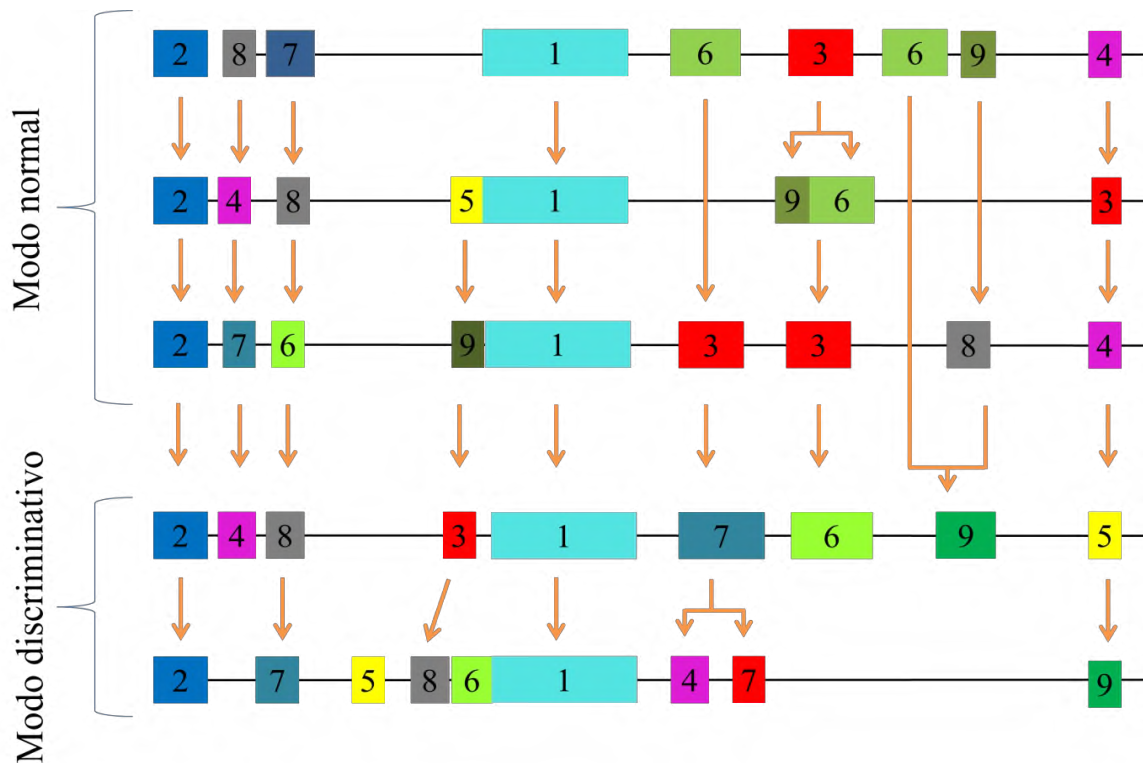 Modo normal
2 8 7 1 6 3 6 9 4
2 4 8 5 1 9 6 3
2 7 6 9 1 3 3 8 4
Modo discriminativo
2 4 8 3 1 7 6 9 5
2 7 5 8 6 1 4 7 9